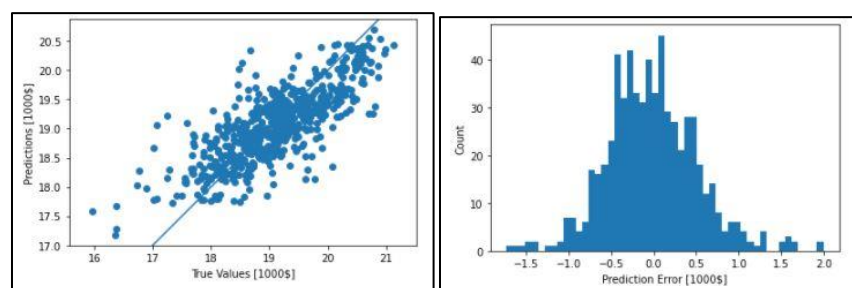 20.5
20.0
19.5
19.0
18.5
18.0
17.5
17.0
Predictions [1000$]
16 17 18 19 20 21
True Values [1000$]
40
30
20
10
0
Count
−1.5 −1.0 −0.5 0.0 0.5 1.0 1.5 2.0
Prediction Error [1000$]